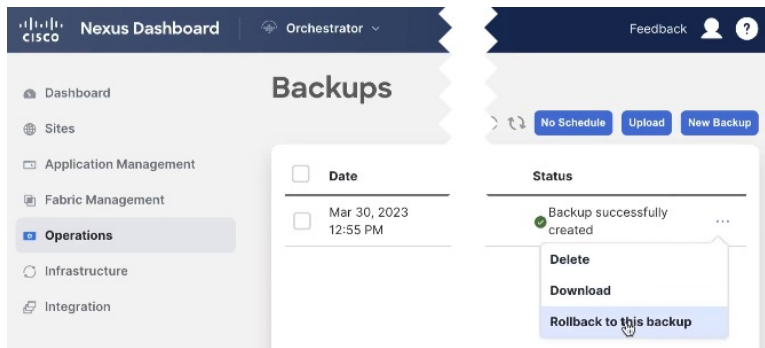 CISCO Nexus Dashboard Orchestrator Feedback ?
Dashboard
Sites
Application Management
Fabric Management
Operations
Infrastructure
Integration
Backups
No Schedule Upload New Backup
Date Status
Mar 30, 2023
12:55 PM
Backup successfully
created
...
Delete
Download
Rollback to this backup